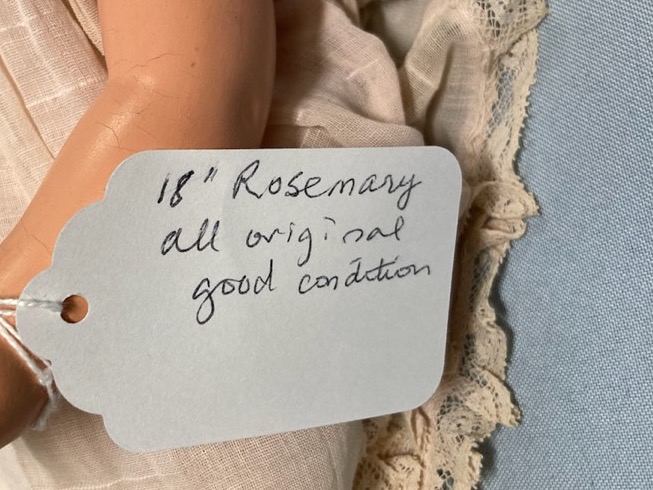 18" Rosemary
all original
good condition